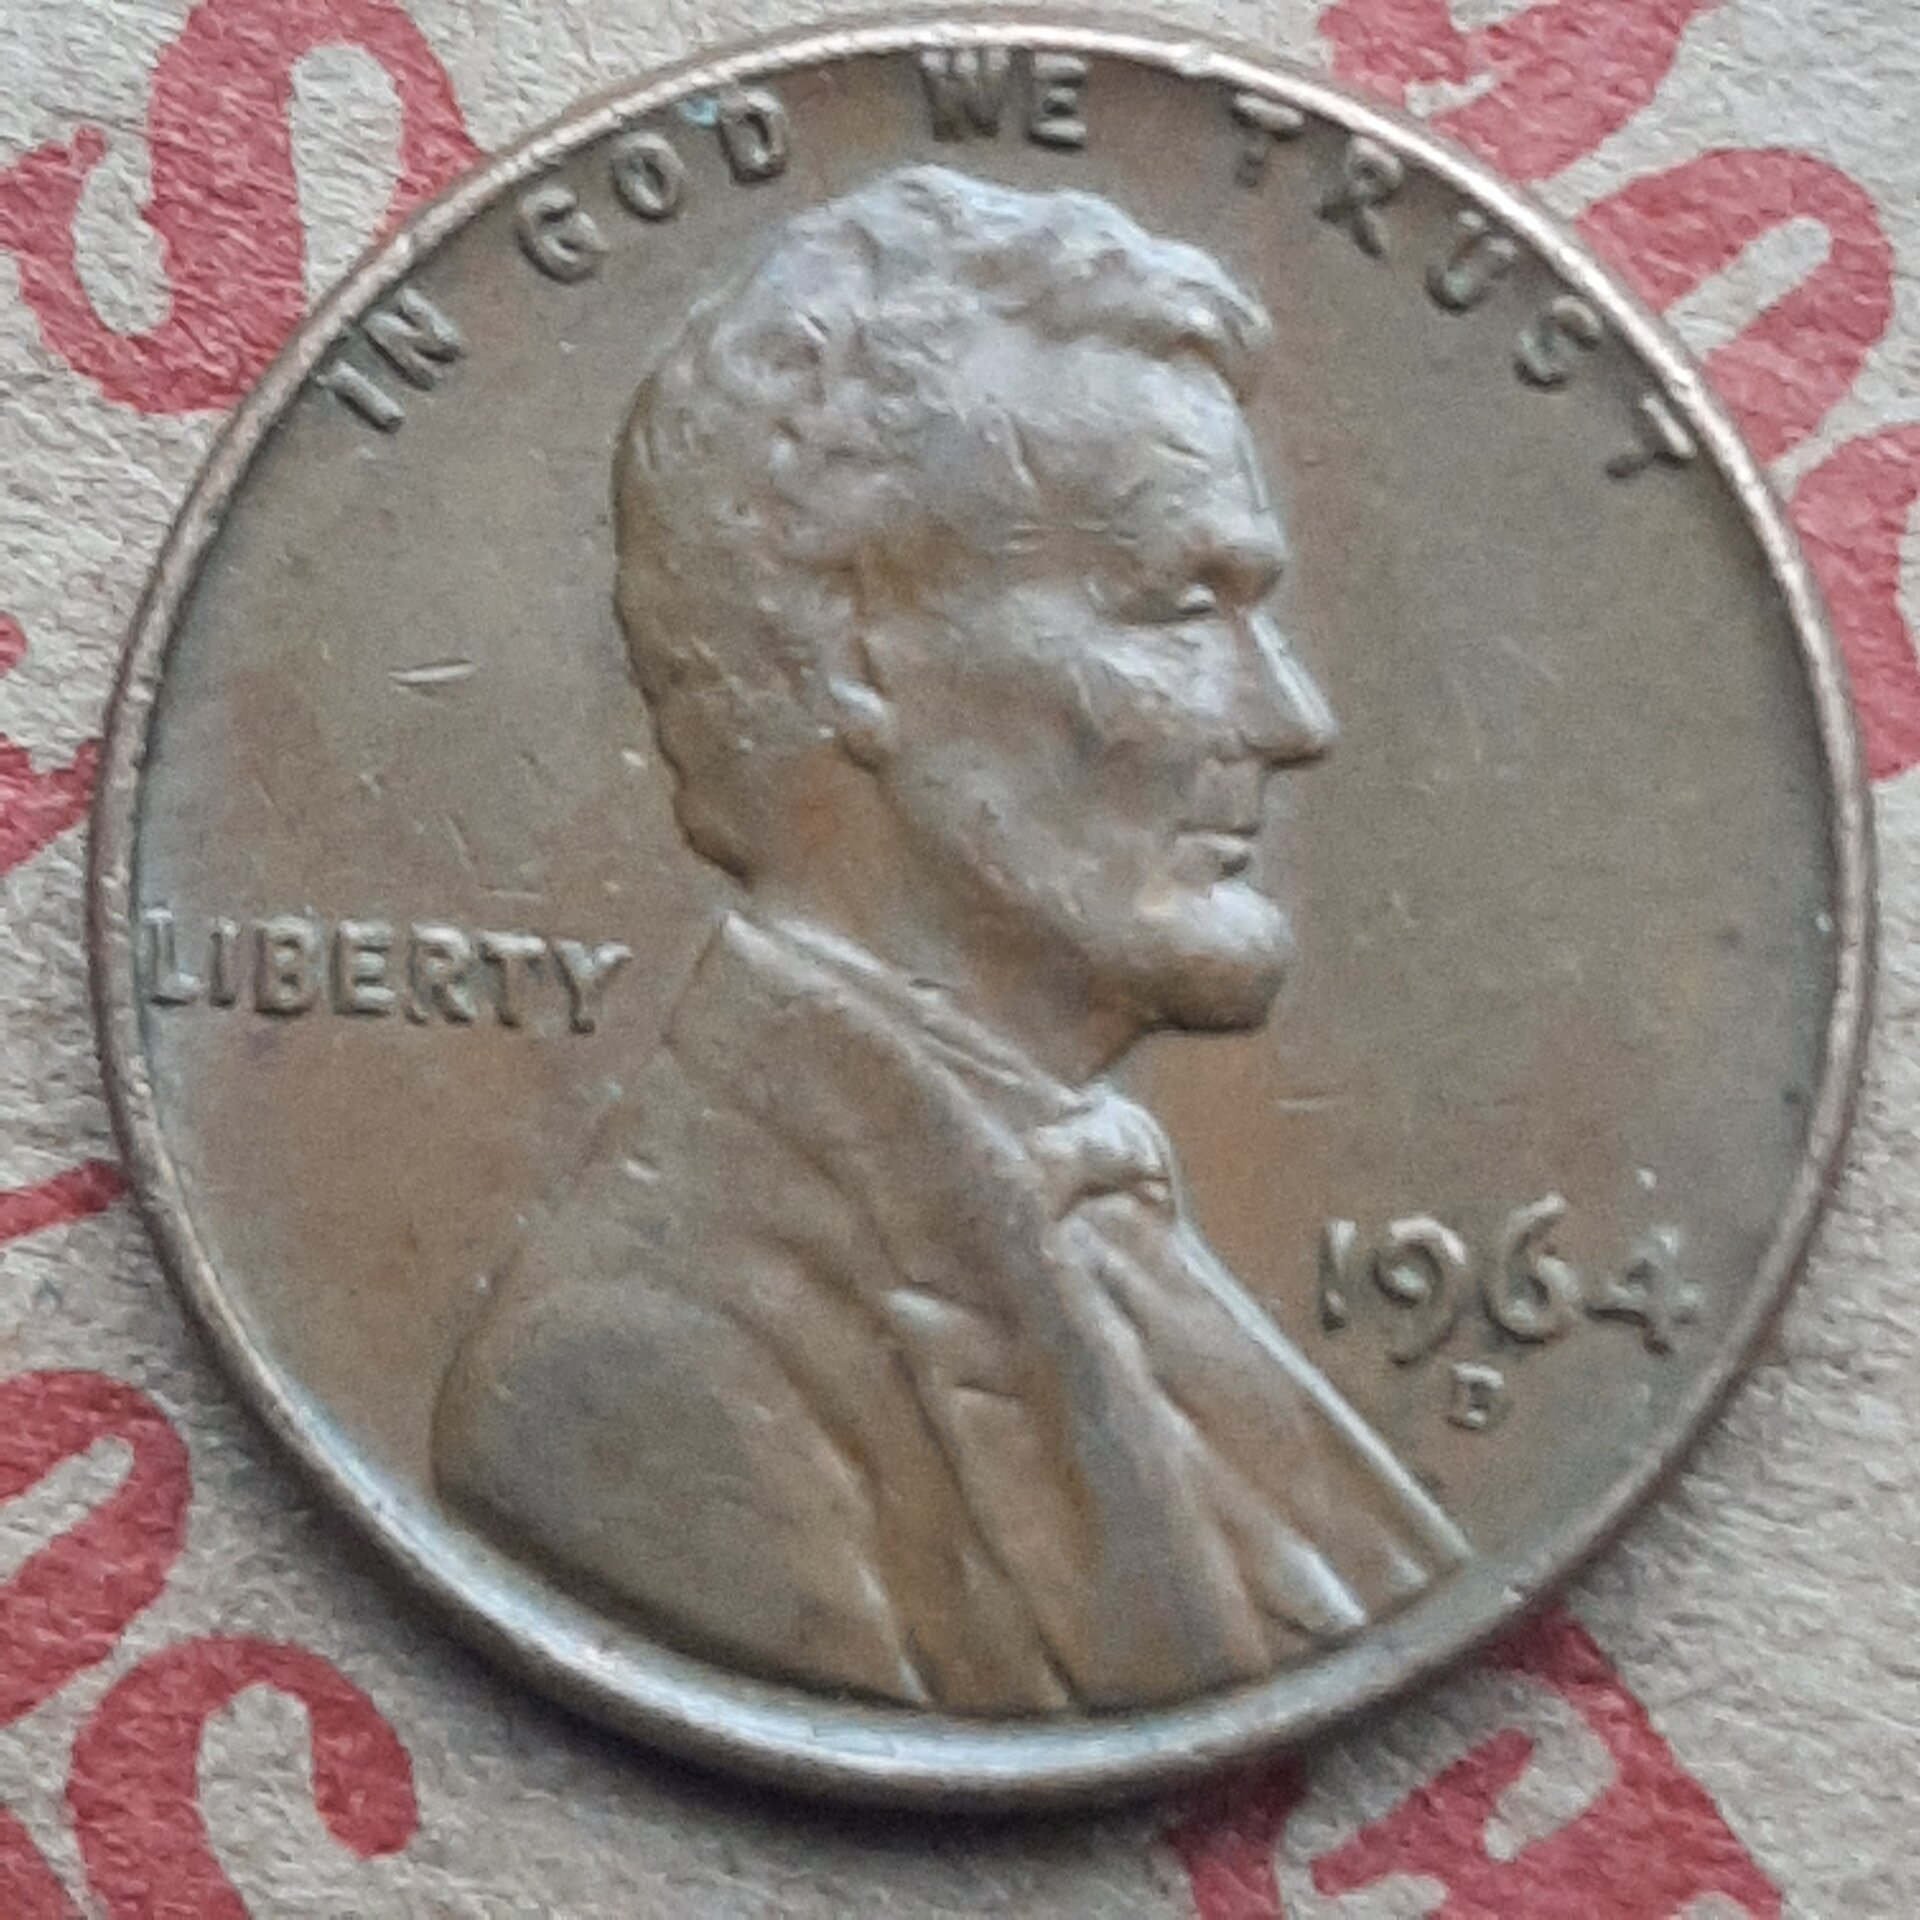 IN GOD WE TRUST
LIBERTY
1964
D